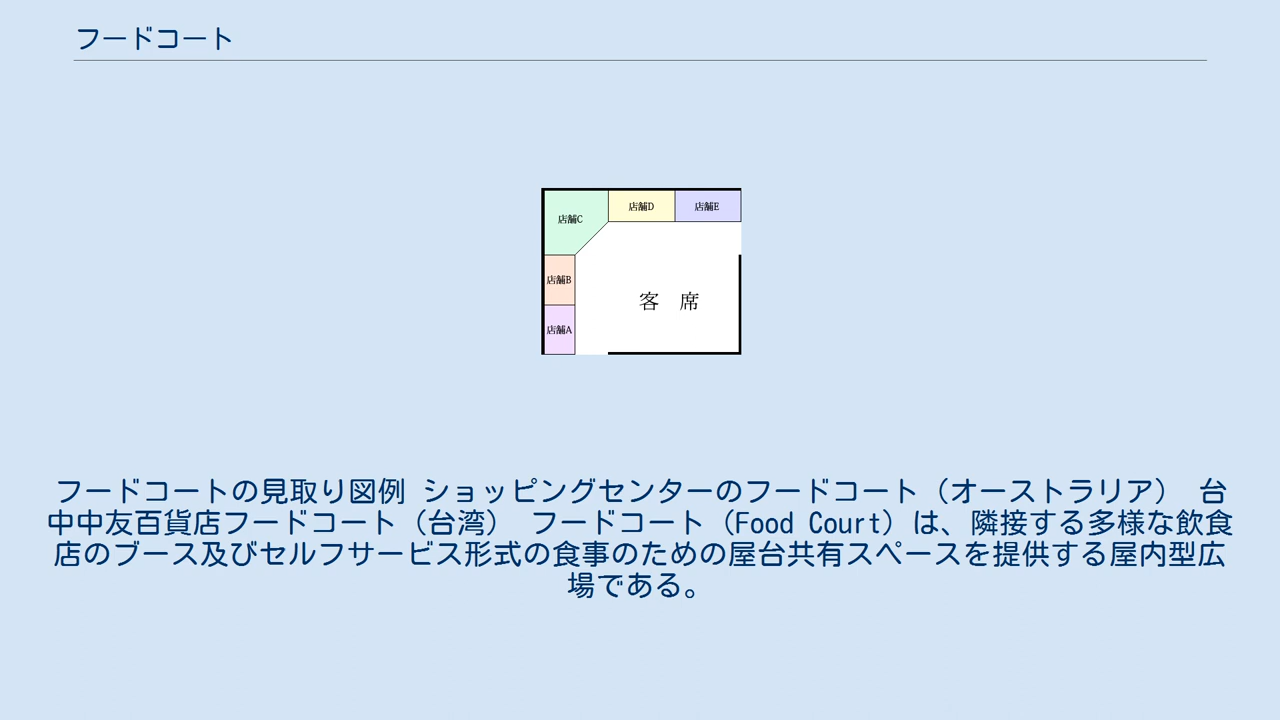 フードコート
店舗C
店舗D
店舗E
店舗B
客 席
店舗A
フードコートの見取り図例 ショッピングセンターのフードコート（オーストラリア） 台
中中友百貨店フードコート（台湾） フードコート（Food Court）は、隣接する多様な飲食
店のブース及びセルフサービス形式の食事のための屋台共有スペースを提供する屋内型広
場である。